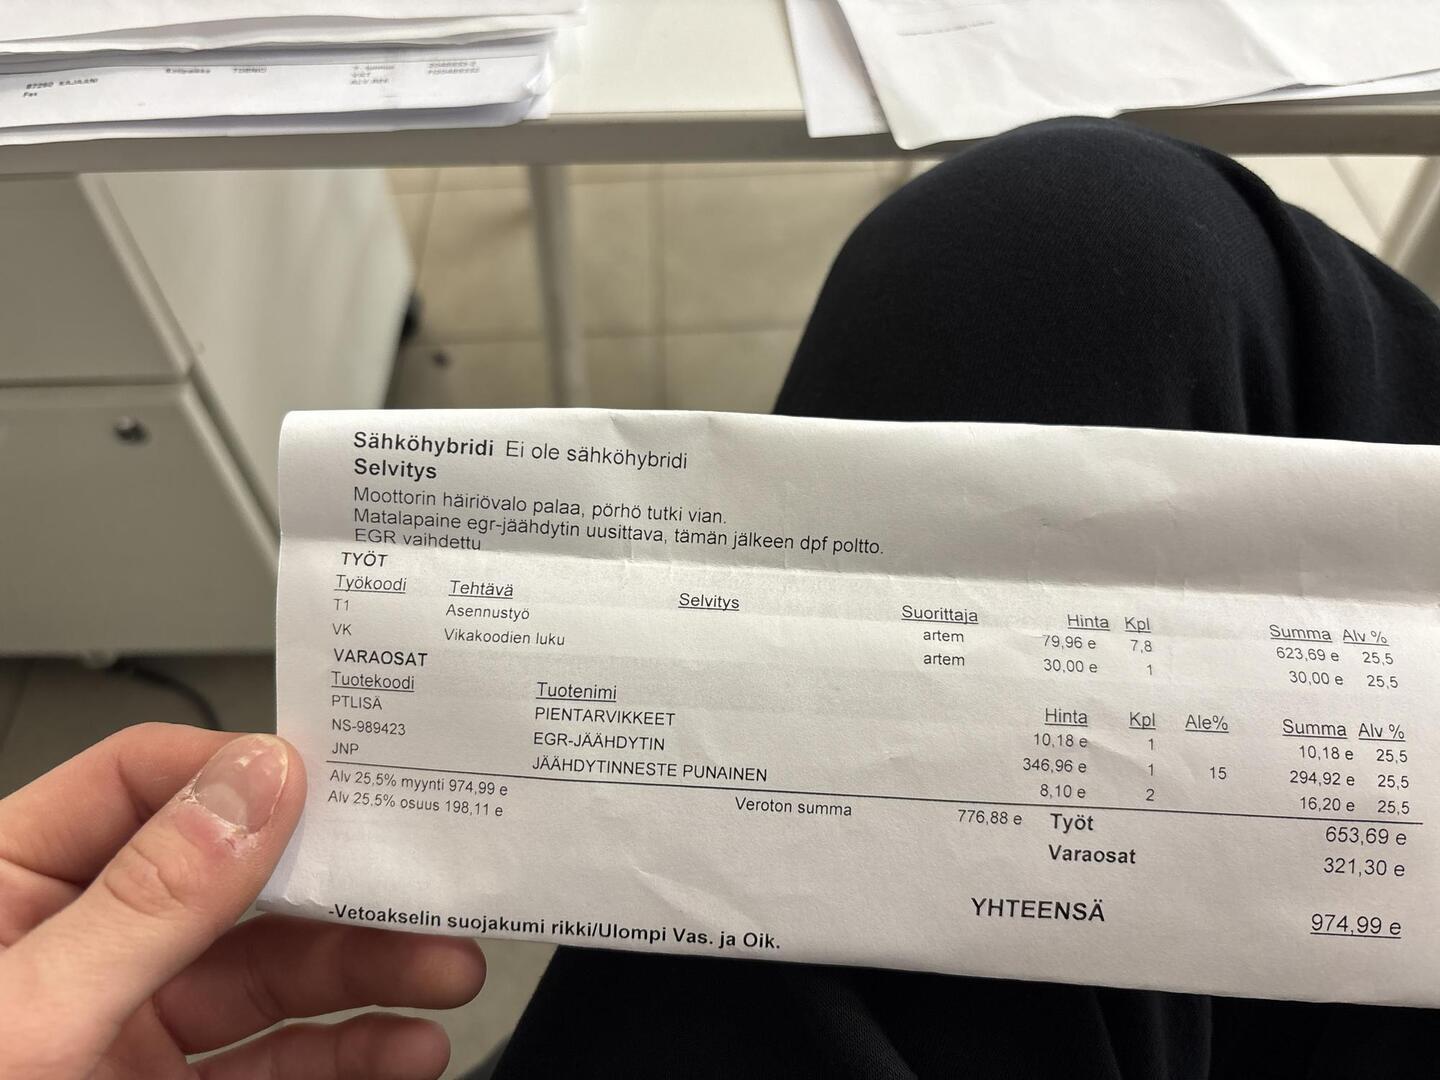 87250 KAJAANI
Fax
Sähköhybridi Ei ole sähköhybridi
Selvitys
Moottorin häiriövalo palaa, pörhö tutki vian.
Matalapaine egr-jäähdytin uusittava, tämän jälkeen dpf poltto.
EGR vaihdettu
TYÖT
Työkoodi Tehtävä Selvitys Suorittaja Hinta Kpl Summa Alv %
T1 Asennustyö artem 79,96 e 7,8 623,69 e 25,5
VK Vikakoodien luku artem 30,00 e 1 30,00 e 25,5
VARAOSAT
Tuotekoodi Tuotenimi Hinta Kpl Ale% Summa Alv %
PTLISÄ PIENTARVIKKEET 10,18 e 1 10,18 e 25,5
NS-989423 EGR-JÄÄHDYTIN 346,96 e 1 15 294,92 e 25,5
JNP JÄÄHDYTINNESTE PUNAINEN 8,10 e 2 16,20 e 25,5
Alv 25,5% myynti 974,99 e Veroton summa 776,88 e Työt 653,69 e
Alv 25,5% osuus 198,11 e Varaosat 321,30 e
YHTEENSÄ 974,99 e
-Vetoakselin suojakumi rikki/Ulompi Vas. ja Oik.